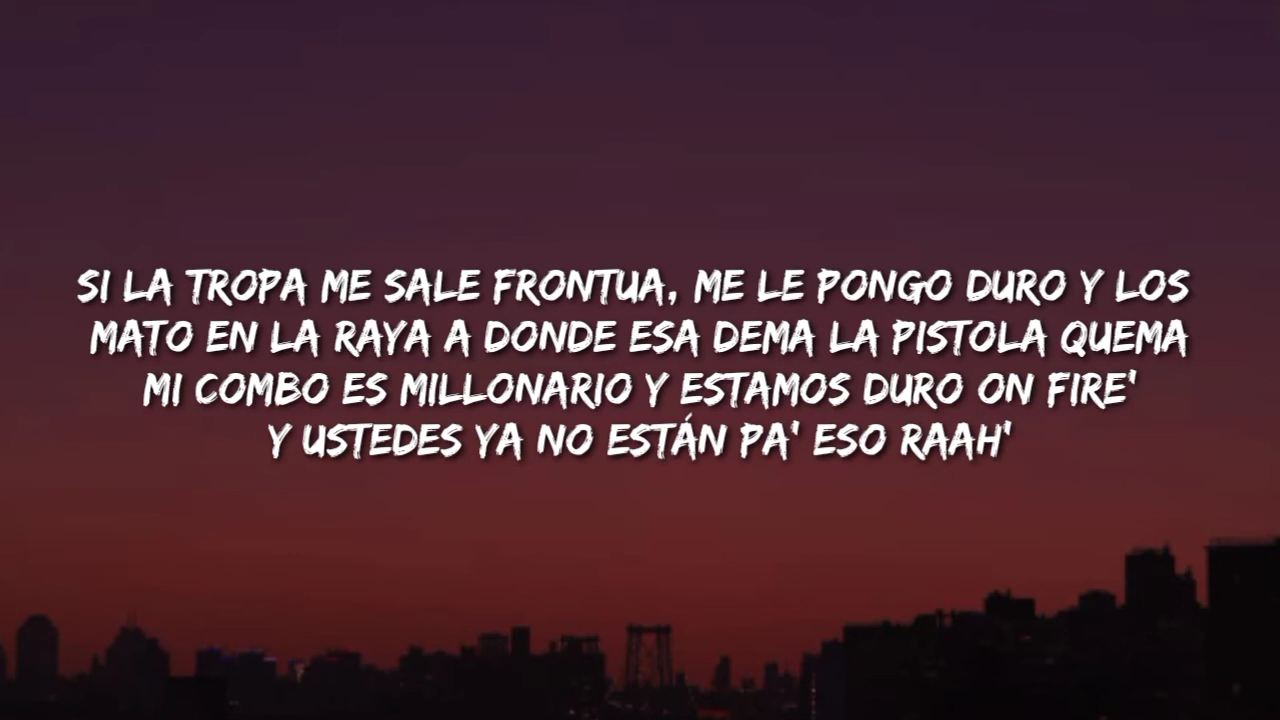 SI LA TROPA ME SALE FRONTUA, ME LE PONGO DURO Y LOS
MATO EN LA RAYA A DONDE ESA DEMA LA PISTOLA QUEMA
MI COMBO ES MILLONARIO Y ESTAMOS DURO ON FIRE'
Y USTEDES YA NO ESTÁN PA' ESO RAAH'